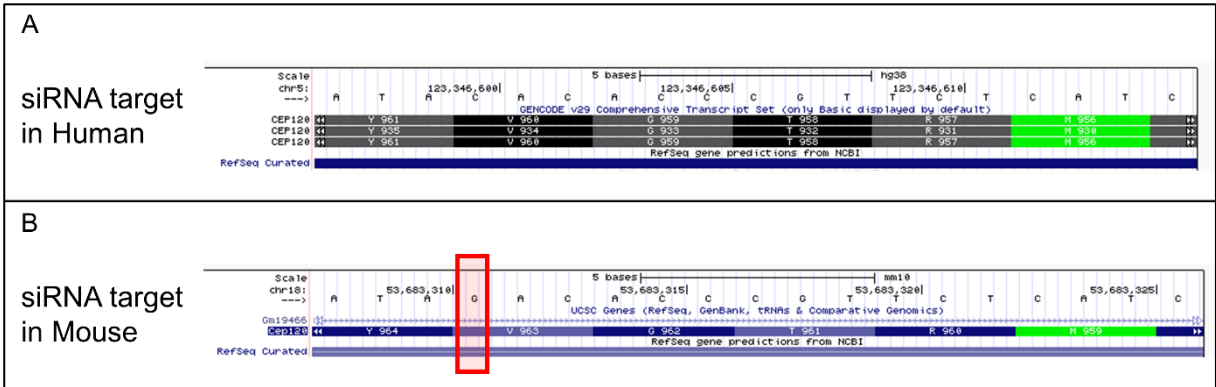 A
siRNA target
in Human
Scale 5 bases hg38
chr5: 123,346,600 123,346,605 123,346,610
---> A T A C A C A C C C G T T C T C A T C
GENCODE v29 Comprehensive Transcript Set (only Basic displayed by default)
CEP120 Y 961 V 960 G 959 T 958 R 957 M 956
CEP120 Y 935 V 934 G 933 T 932 R 931 M 930
CEP120 Y 961 V 960 G 959 T 958 R 957 M 956
RefSeq gene predictions from NCBI
RefSeq Curated
B
siRNA target
in Mouse
Scale 5 bases mm10
chr18: 53,683,310 53,683,315 53,683,320 53,683,325
---> A T A G A C A C C C G T T C T C A T C
UCSC Genes (RefSeq, GenBank, tRNAs & Comparative Genomics)
Gm19466
Cep120 Y 964 V 963 G 962 T 961 R 960 M 959
RefSeq gene predictions from NCBI
RefSeq Curated